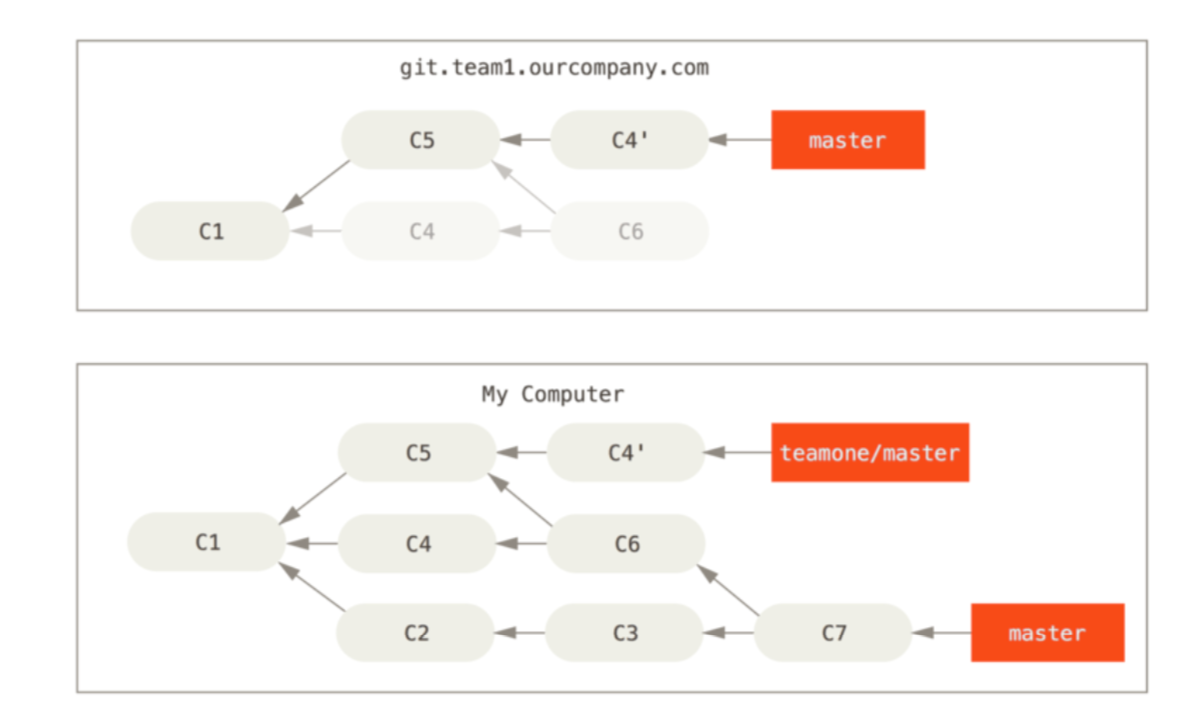 git.team1.ourcompany.com
C5 C4' master
C1 C4 C6
My Computer
C5 C4' teamone/master
C1 C4 C6
C2 C3 C7 master